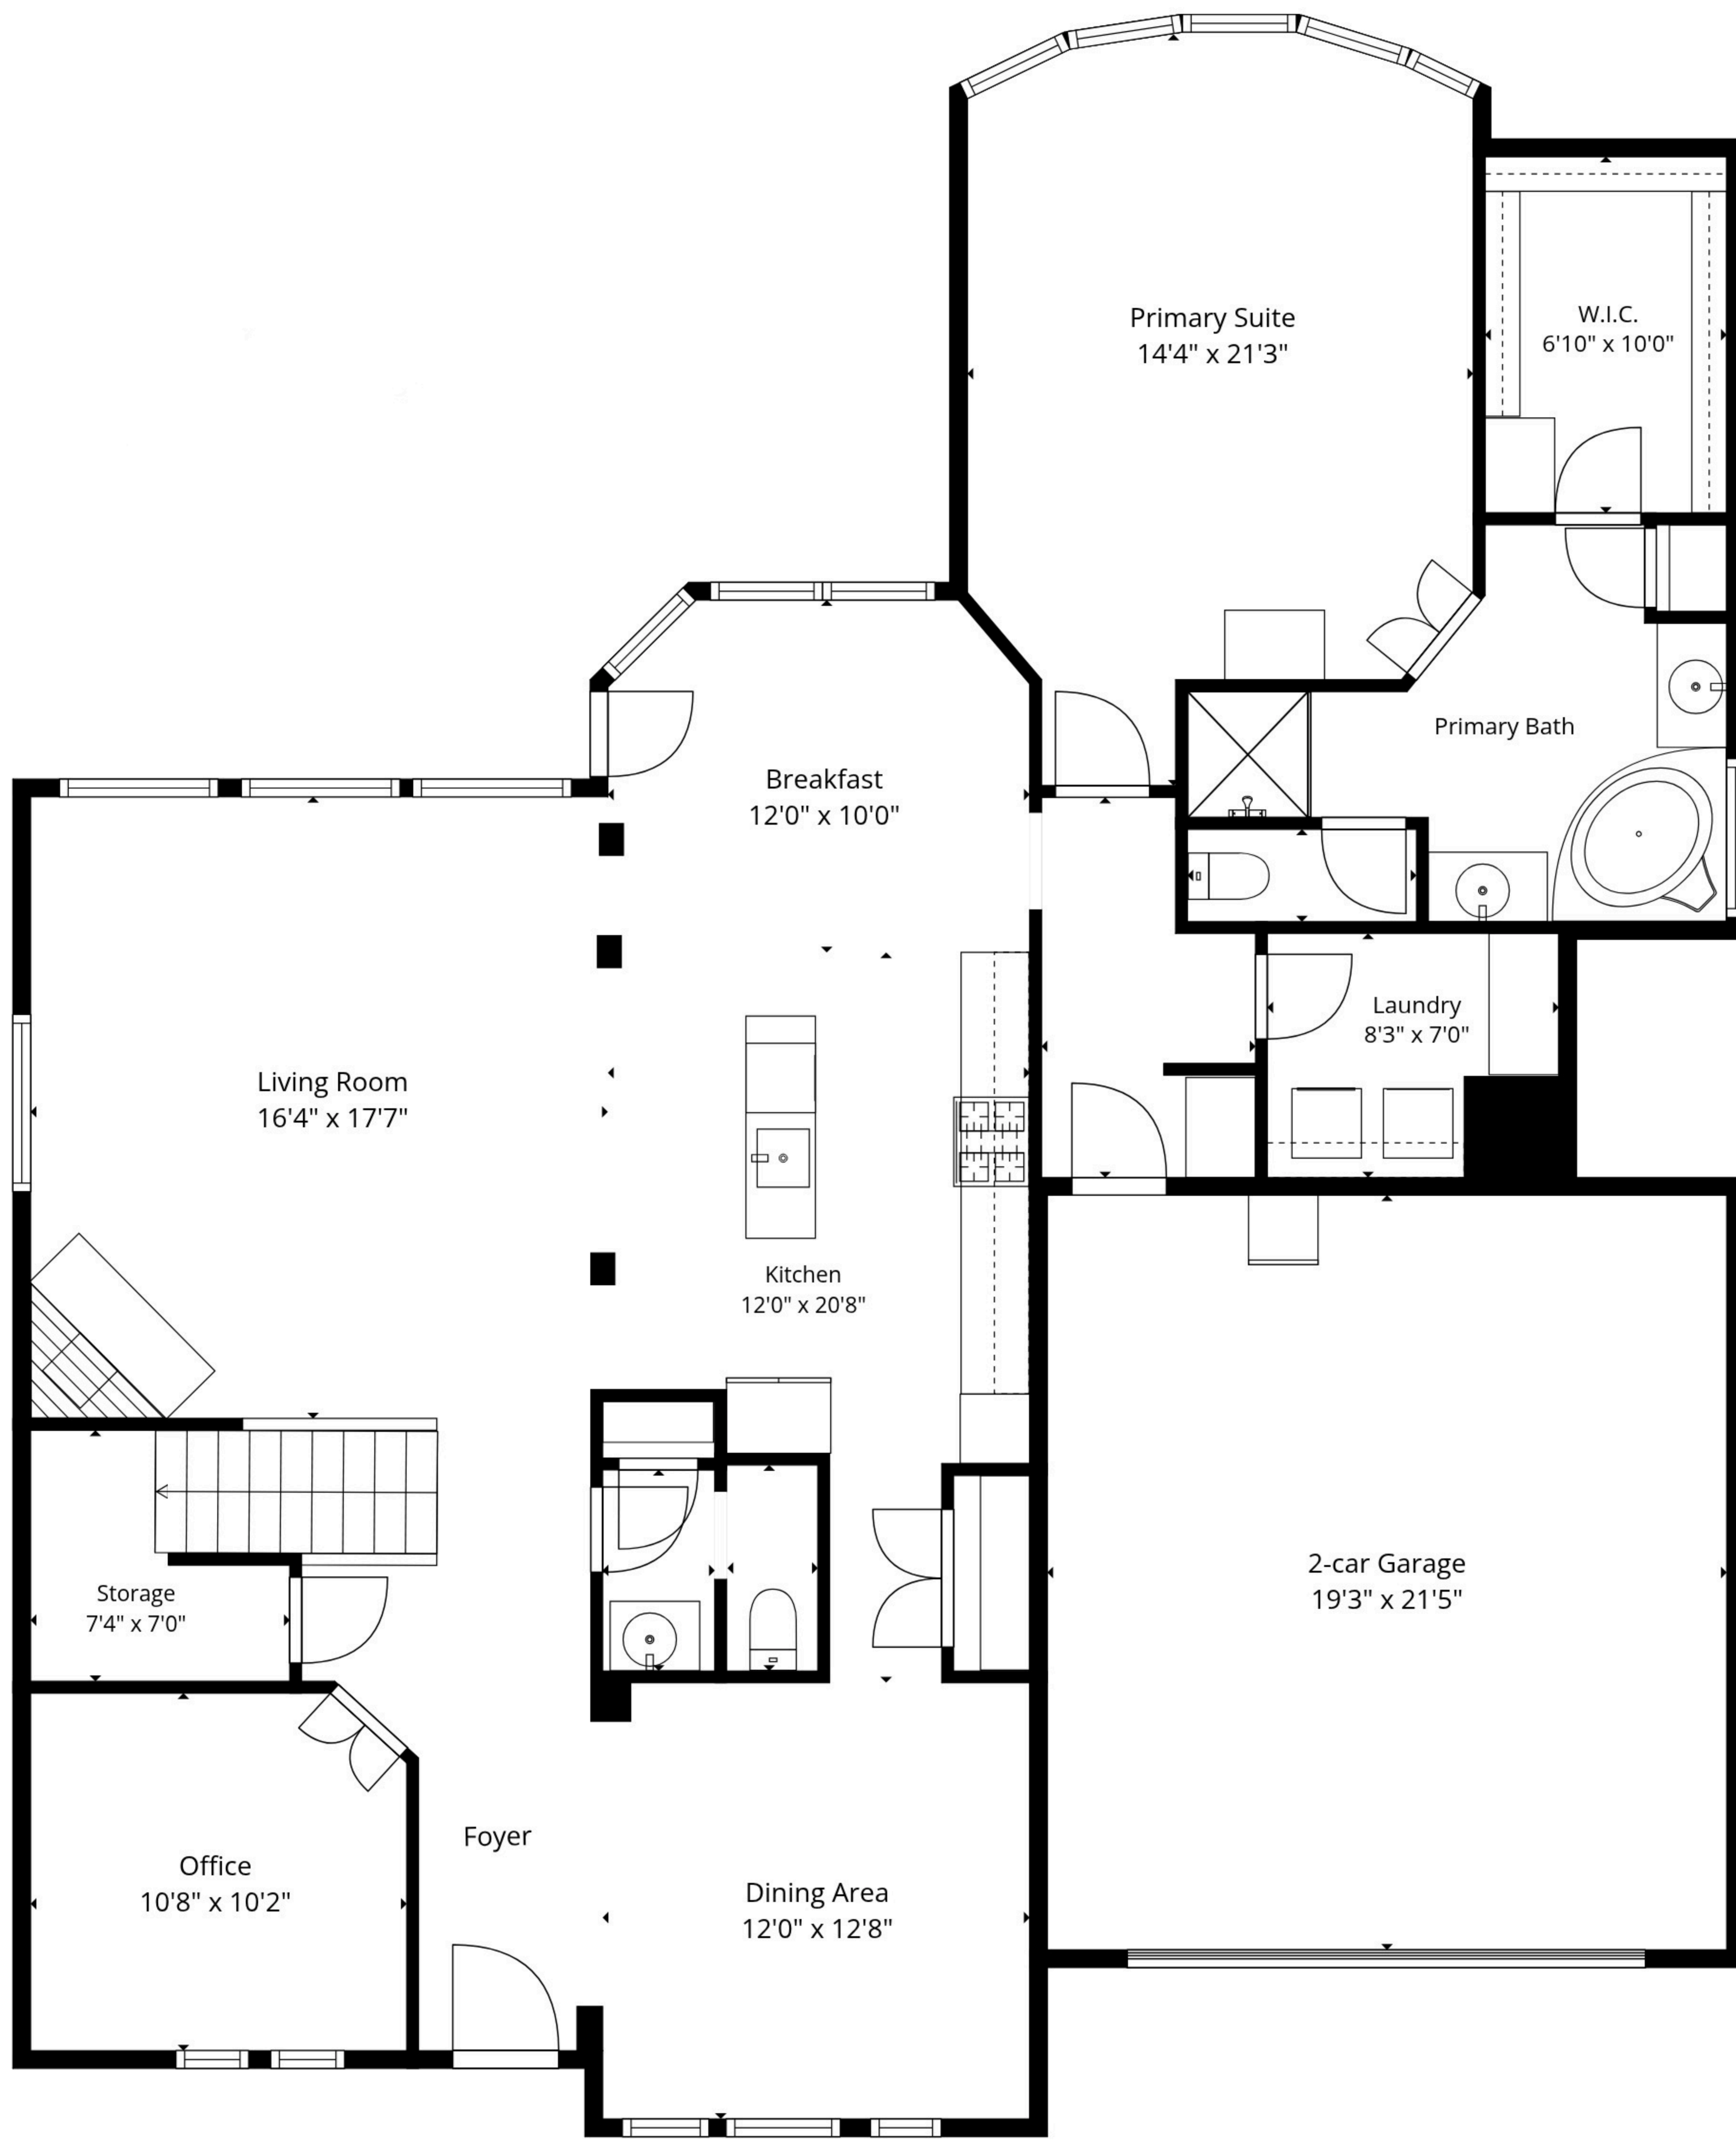 Primary Suite
14'4" x 21'3"
W.I.C.
6'10" x 10'0"
Primary Bath
Breakfast
12'0" x 10'0"
Laundry
8'3" x 7'0"
Living Room
16'4" x 17'7"
Kitchen
12'0" x 20'8"
2-car Garage
19'3" x 21'5"
Storage
7'4" x 7'0"
Foyer
Office
10'8" x 10'2"
Dining Area
12'0" x 12'8"